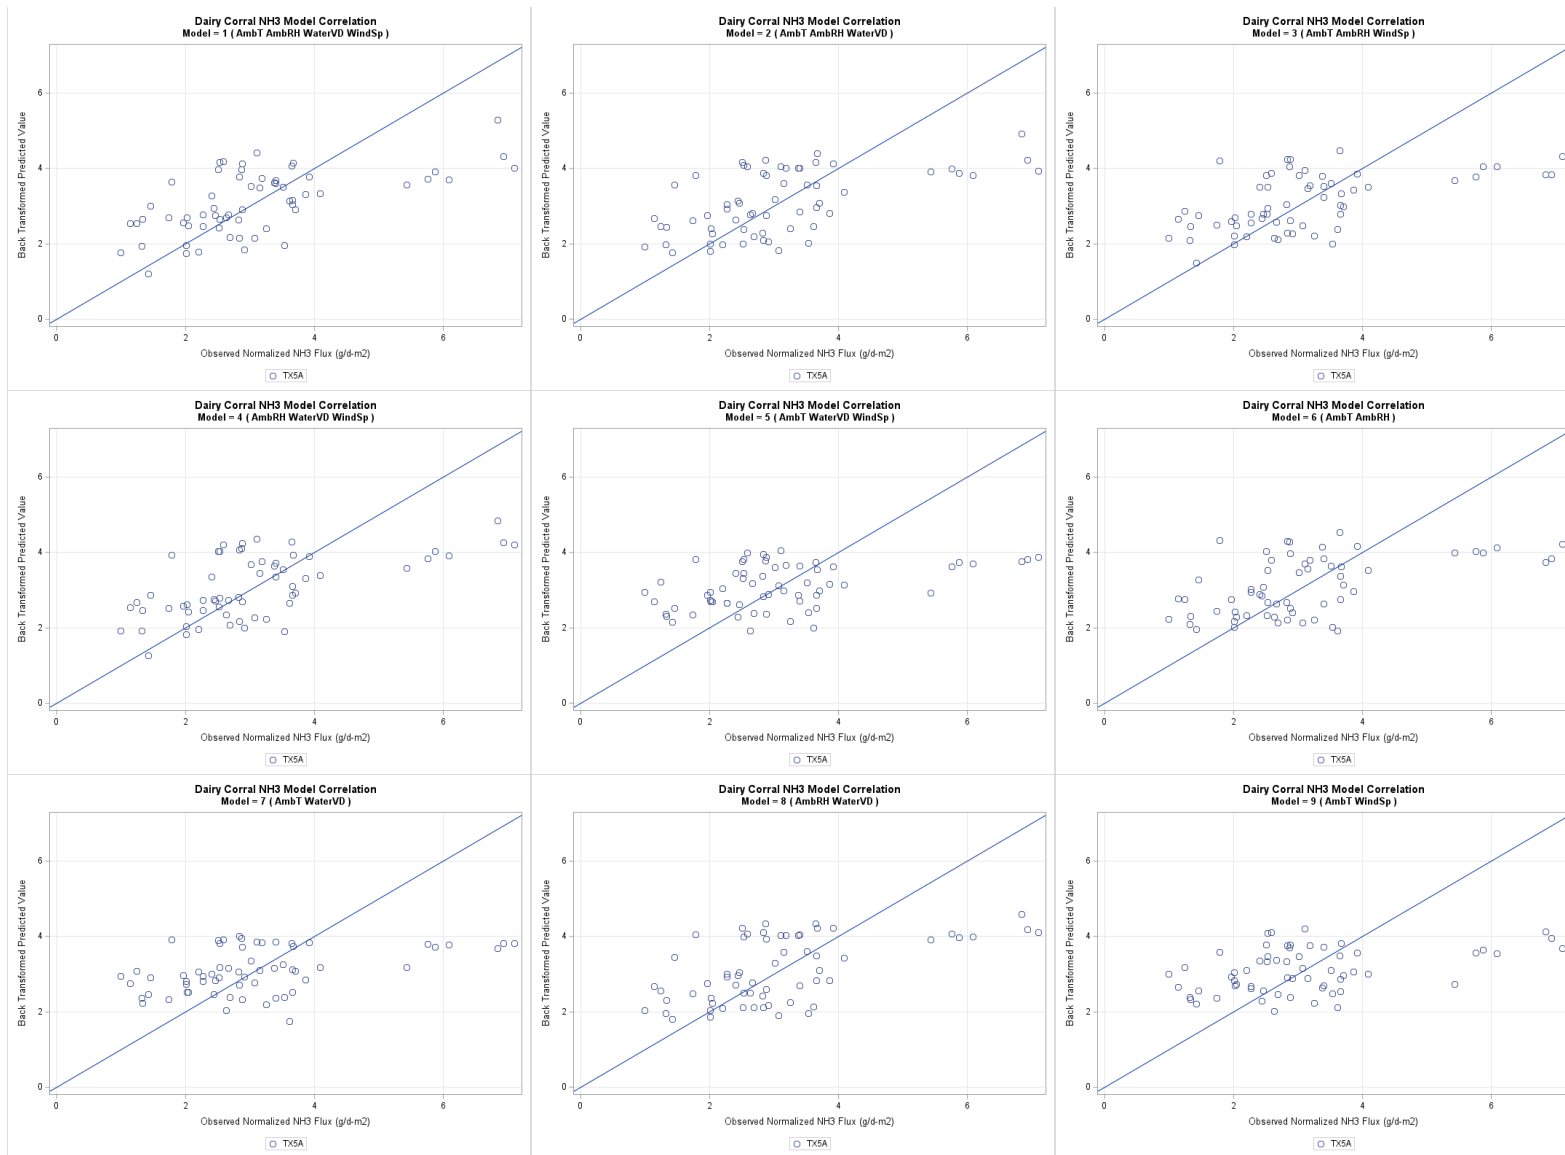 Dairy Corral NH3 Model Correlation
Model = 1 ( AmbT AmbRH WaterVD WindSp )
Back Transformed Predicted Value
6
4
2
0
0 2 4 6
Observed Normalized NH3 Flux (g/d-m2)
TX5A
Dairy Corral NH3 Model Correlation
Model = 2 ( AmbT AmbRH WaterVD )
Back Transformed Predicted Value
6
4
2
0
0 2 4 6
Observed Normalized NH3 Flux (g/d-m2)
TX5A
Dairy Corral NH3 Model Correlation
Model = 3 ( AmbT AmbRH WindSp )
Back Transformed Predicted Value
6
4
2
0
0 2 4 6
Observed Normalized NH3 Flux (g/d-m2)
TX5A
Dairy Corral NH3 Model Correlation
Model = 4 ( AmbRH WaterVD WindSp )
Back Transformed Predicted Value
6
4
2
0
0 2 4 6
Observed Normalized NH3 Flux (g/d-m2)
TX5A
Dairy Corral NH3 Model Correlation
Model = 5 ( AmbT WaterVD WindSp )
Back Transformed Predicted Value
6
4
2
0
0 2 4 6
Observed Normalized NH3 Flux (g/d-m2)
TX5A
Dairy Corral NH3 Model Correlation
Model = 6 ( AmbT AmbRH )
Back Transformed Predicted Value
6
4
2
0
0 2 4 6
Observed Normalized NH3 Flux (g/d-m2)
TX5A
Dairy Corral NH3 Model Correlation
Model = 7 ( AmbT WaterVD )
Back Transformed Predicted Value
6
4
2
0
0 2 4 6
Observed Normalized NH3 Flux (g/d-m2)
TX5A
Dairy Corral NH3 Model Correlation
Model = 8 ( AmbRH WaterVD )
Back Transformed Predicted Value
6
4
2
0
0 2 4 6
Observed Normalized NH3 Flux (g/d-m2)
TX5A
Dairy Corral NH3 Model Correlation
Model = 9 ( AmbT WindSp )
Back Transformed Predicted Value
6
4
2
0
0 2 4 6
Observed Normalized NH3 Flux (g/d-m2)
TX5A